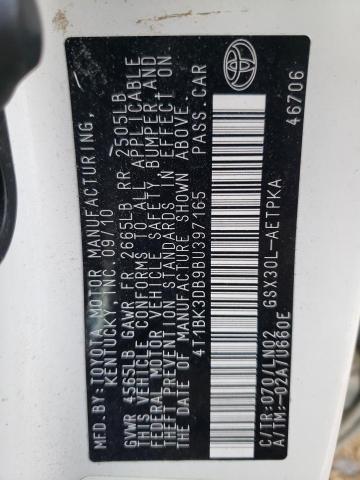 MFD. BY: TOYOTA MOTOR MANUFACTURING,
KENTUCKY, INC. 09/10
GVWR 4565LB GAWR FR 2665LB RR 2505LB
THIS VEHICLE CONFORMS TO ALL APPLICABLE
FEDERAL MOTOR VEHICLE SAFETY, BUMPER AND
THEFT PREVENTION STANDARDS IN EFFECT ON
THE DATE OF MANUFACTURE SHOWN ABOVE.
4T1BK3DB9BU397165 PASS.CAR
GSX30L-AETPKA
C/TR:070/LN02
A/TM:-02A/U660E
46706